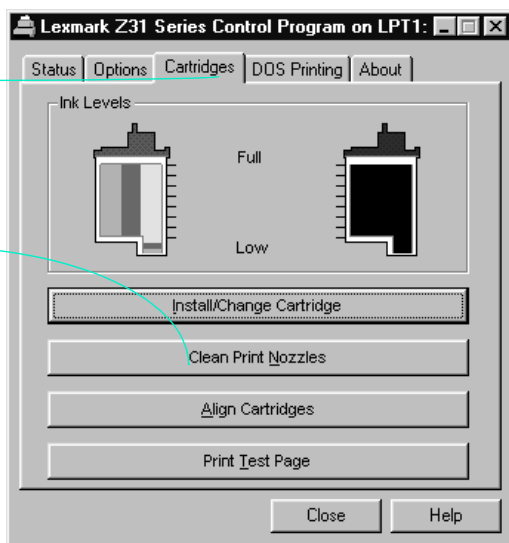 Lexmark Z31 Series Control Program on LPT1:
Status Options Cartridges DOS Printing About
Ink Levels
Full
Low
Install/Change Cartridge
Clean Print Nozzles
Align Cartridges
Print Test Page
Close Help